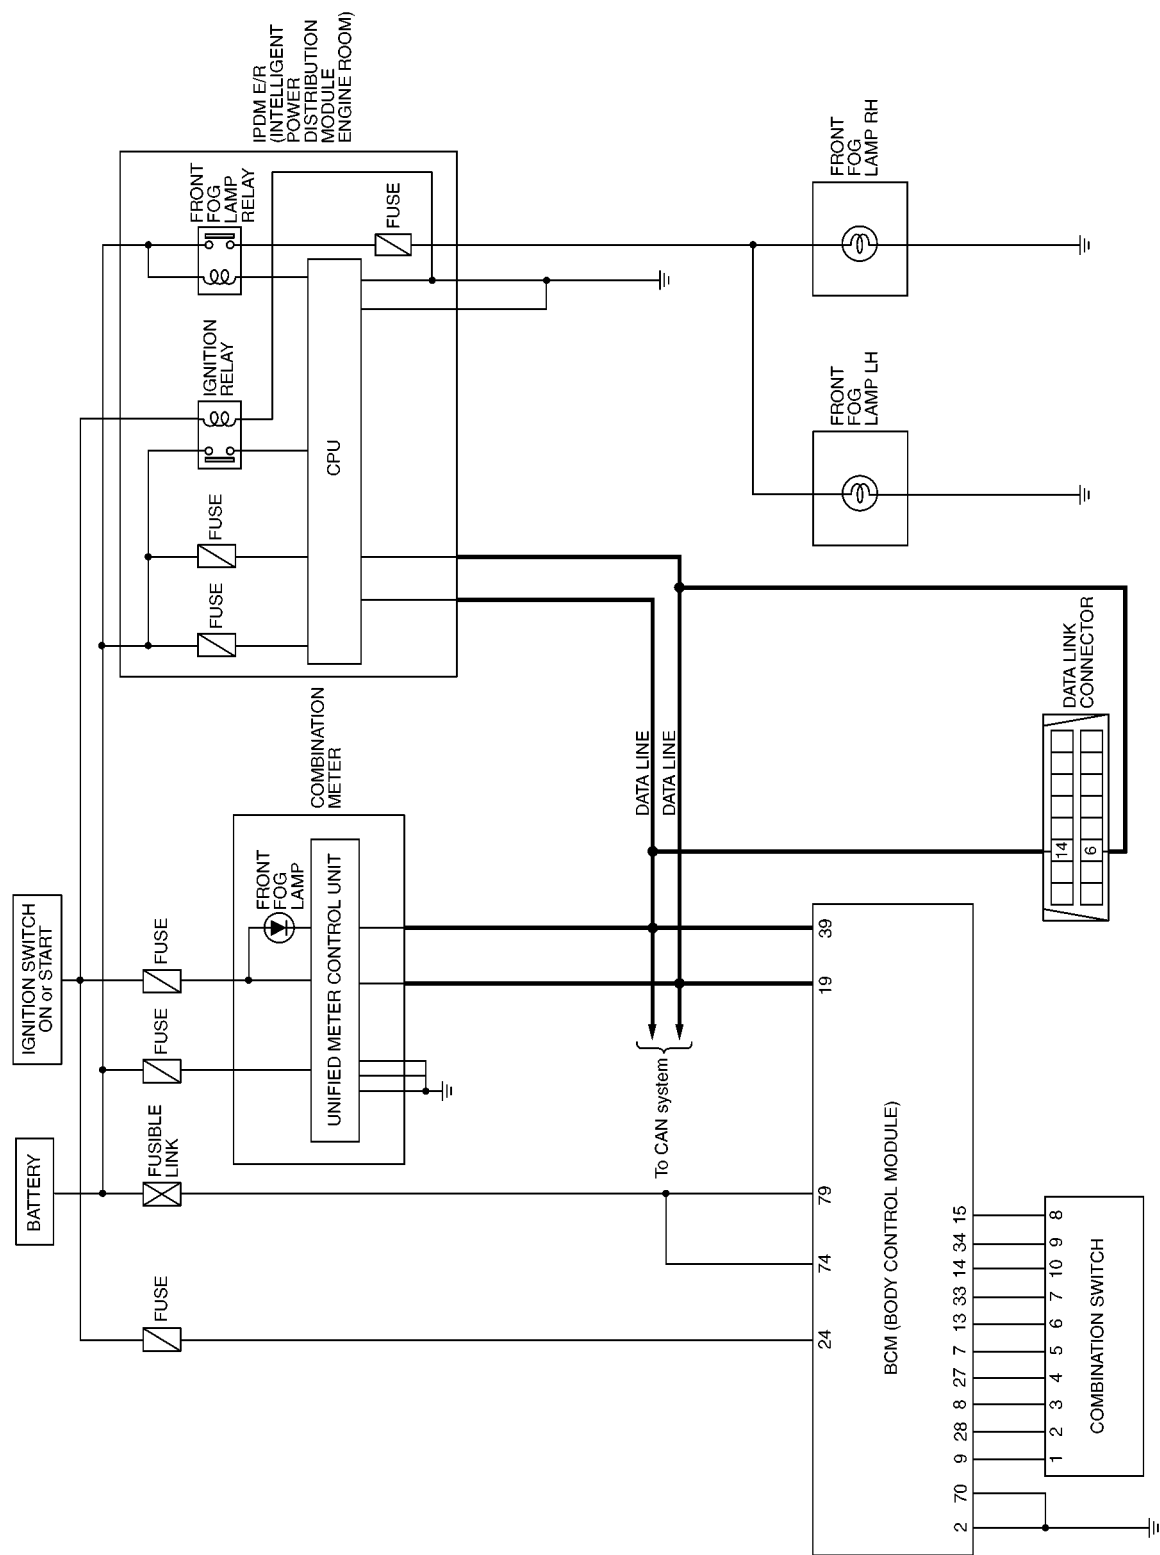 IGNITION SWITCH
ON or START
BATTERY
FUSE
FUSIBLE
LINK
FUSE
FUSE
COMBINATION
METER
FRONT
FOG
LAMP
UNIFIED METER CONTROL UNIT
IPDM E/R
(INTELLIGENT
POWER
DISTRIBUTION
MODULE
ENGINE ROOM)
FUSE
FUSE
IGNITION
RELAY
FRONT
FOG
LAMP
RELAY
CPU
FUSE
DATA LINE
DATA LINE
To CAN system
24
74
79
19
39
BCM (BODY CONTROL MODULE)
2
70
9
28
8
27
7
13
33
14
34
15
1
2
3
4
5
6
7
10
9
8
COMBINATION SWITCH
DATA LINK
CONNECTOR
14
6
FRONT
FOG
LAMP LH
FRONT
FOG
LAMP RH